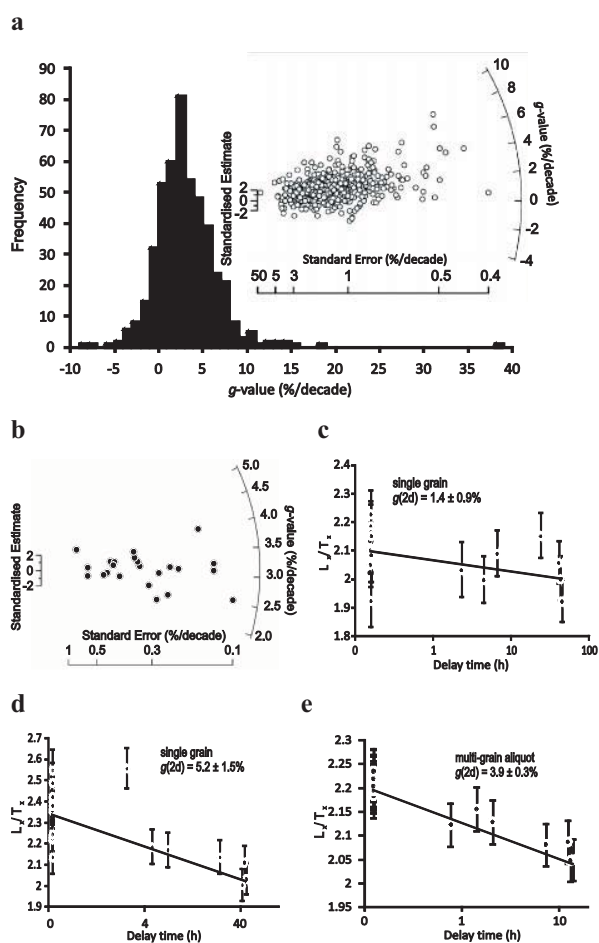 a
90
80
70
60
50
40
30
20
10
0
Frequency
-10 -5 0 5 10 15 20 25 30 35 40
g-value (%/decade)
Standardised Estimate
2
0
-2
Standard Error (%/decade)
50 5 3 1 0.5 0.4
10
8
6
4
2
0
-2
-4
g-value (%/decade)
b
Standardised Estimate
2
0
-2
Standard Error (%/decade)
1 0.5 0.3 0.1
5.0
4.5
4.0
3.5
3.0
2.5
2.0
g-value (%/decade)
c
single grain
g(2d) = 1.4 ± 0.9%
2.4
2.3
2.2
2.1
2
1.9
1.8
Lx/Tx
0 1 10 100
Delay time (h)
d
single grain
g(2d) = 5.2 ± 1.5%
2.7
2.6
2.5
2.4
2.3
2.2
2.1
2
1.9
Lx/Tx
0 4 40
Delay time (h)
e
multi-grain aliquot
g(2d) = 3.9 ± 0.3%
2.3
2.25
2.2
2.15
2.1
2.05
2
1.95
Lx/Tx
0 1 10
Delay time (h)